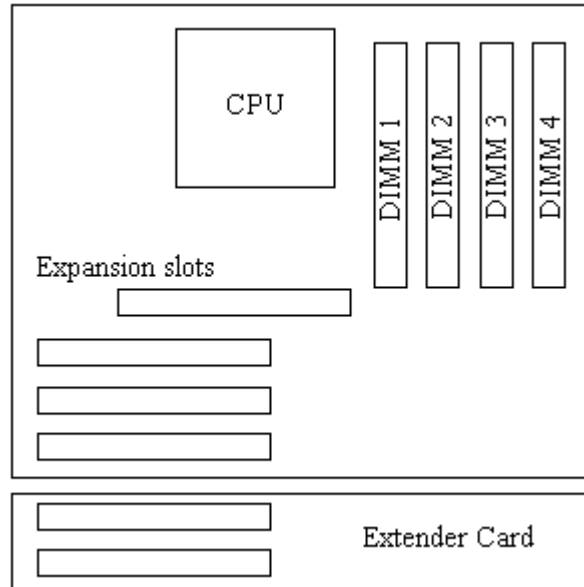 CPU
DIMM 1
DIMM 2
DIMM 3
DIMM 4
Expansion slots
Extender Card